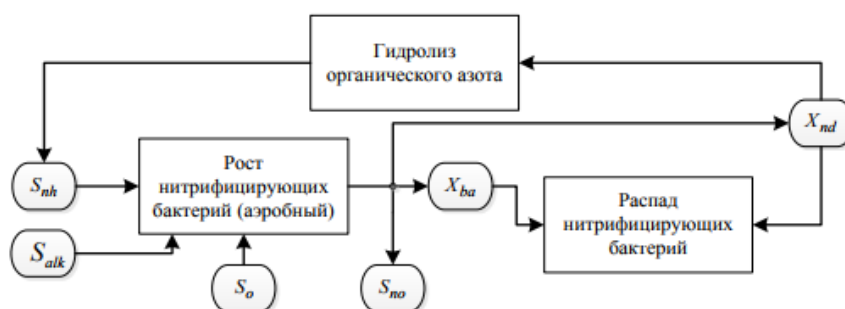 Гидролиз
органического азота
X_nd
S_nh
Рост
нитрифицирующих
бактерий (аэробный)
X_ba
Распад
нитрифицирующих
бактерий
S_alk
S_o
S_no